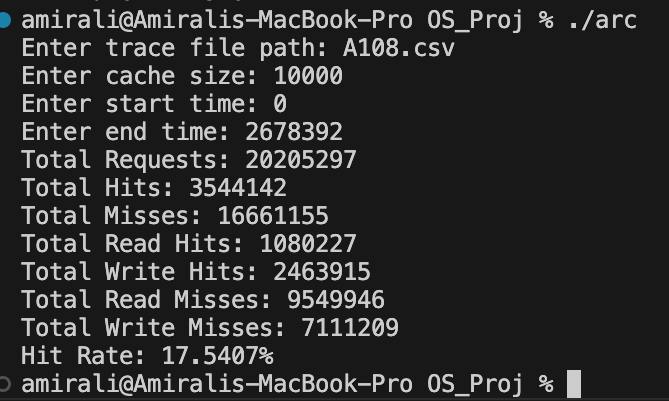 amirali@Amiralis-MacBook-Pro OS_Proj % ./arc
Enter trace file path: A108.csv
Enter cache size: 10000
Enter start time: 0
Enter end time: 2678392
Total Requests: 20205297
Total Hits: 3544142
Total Misses: 16661155
Total Read Hits: 1080227
Total Write Hits: 2463915
Total Read Misses: 9549946
Total Write Misses: 7111209
Hit Rate: 17.5407%
amirali@Amiralis-MacBook-Pro OS_Proj %